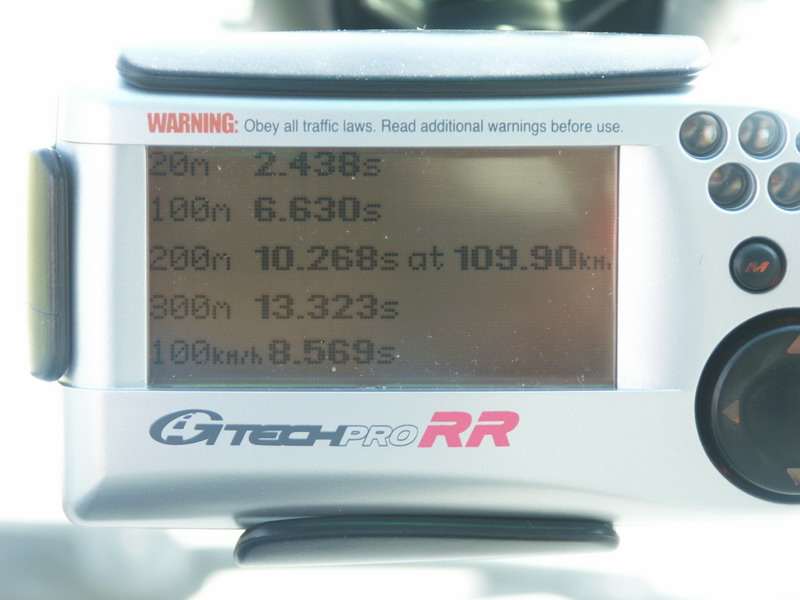 WARNING: Obey all traffic laws. Read additional warnings before use.
20m 2.438s
100m 6.630s
200m 10.268s at 109.90KM.
300m 13.323s
100KM/h 8.569s
GTECHPRO RR
M